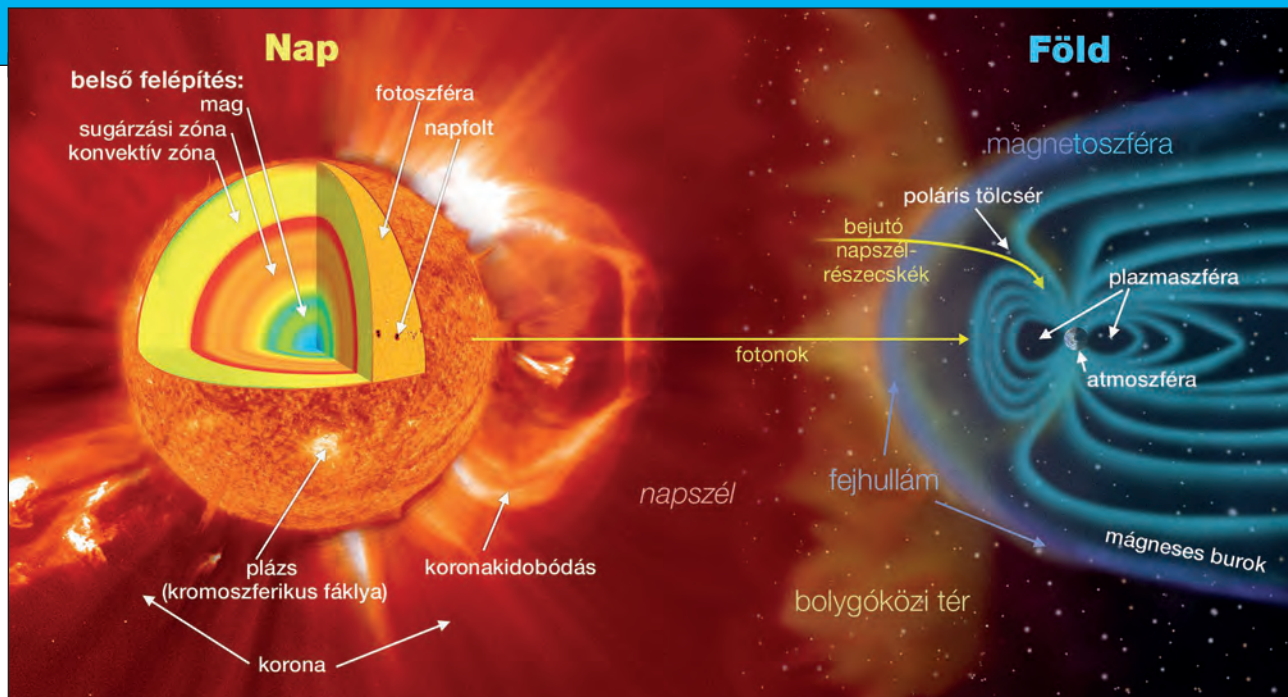 Nap
belső felépítés:
mag
sugárzási zóna
konvektív zóna
fotoszféra
napfolt
plázs
(kromoszferikus fáklya)
korona
koronakidobódás
napszél
fotonok
bejutó
napszél-
részecskék
bolygóközi tér
Föld
magnetoszféra
poláris tölcsér
plazmaszféra
atmoszféra
fejhullám
mágneses burok